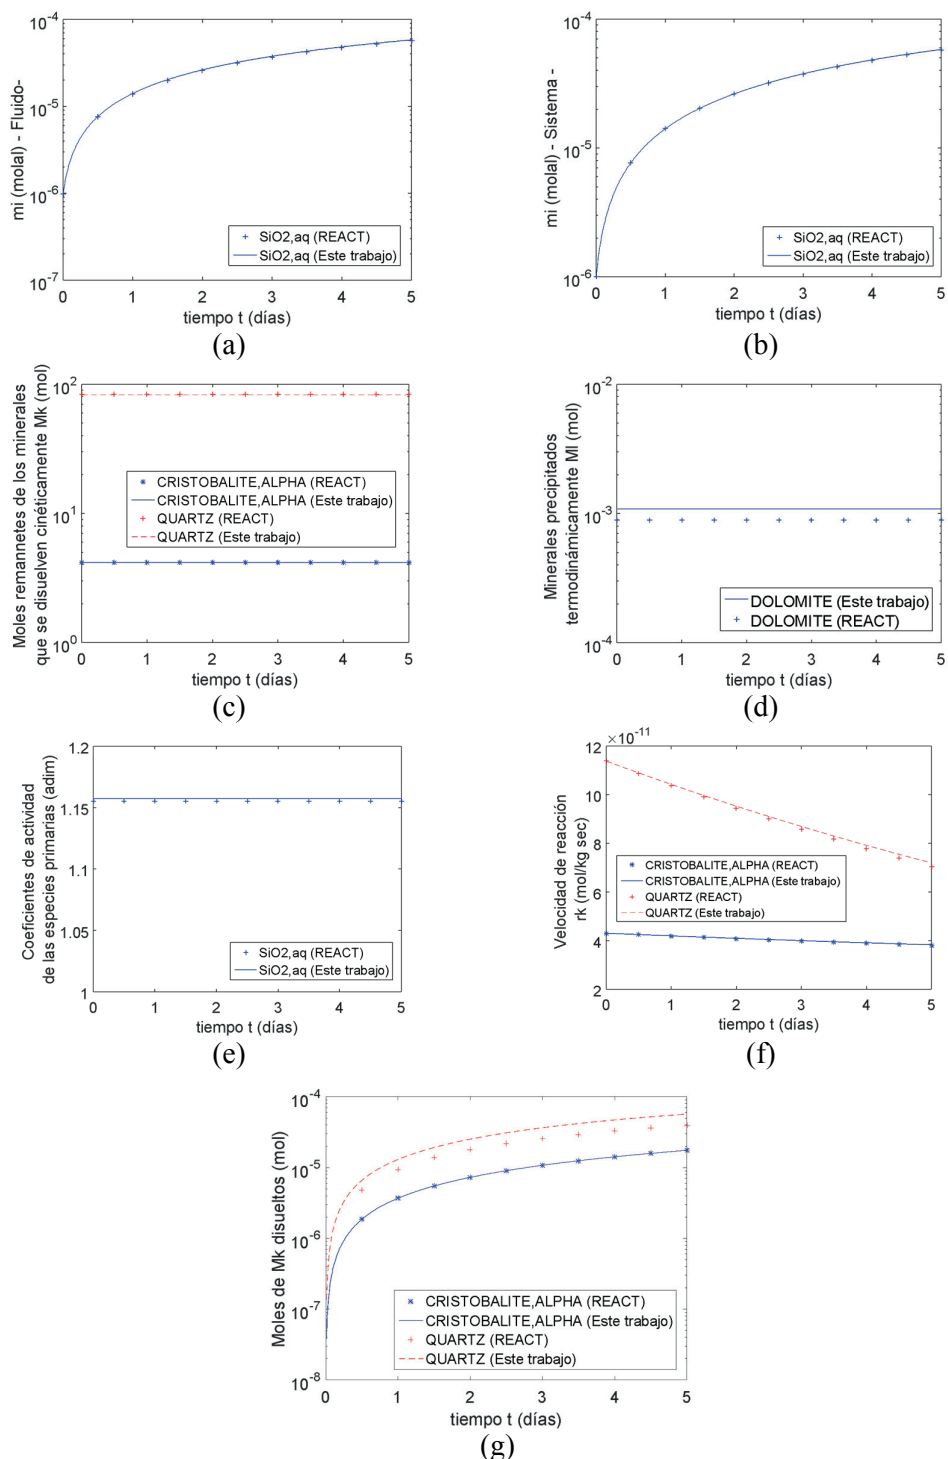 10-4
10-5
10-6
10-7
mi (molal) - Fluido-
SiO2,aq (REACT)
SiO2,aq (Este trabajo)
0 1 2 3 4 5
tiempo t (días)
(a)
10-4
10-5
10-6
mi (molal) - Sistema -
SiO2,aq (REACT)
SiO2,aq (Este trabajo)
0 1 2 3 4 5
tiempo t (días)
(b)
102
101
100
Moles remannetes de los minerales
que se disuelven cinéticamente Mk (mol)
CRISTOBALITE,ALPHA (REACT)
CRISTOBALITE,ALPHA (Este trabajo)
QUARTZ (REACT)
QUARTZ (Este trabajo)
0 1 2 3 4 5
tiempo t (días)
(c)
10-2
10-3
10-4
Minerales precipitados
termodinámicamente Ml (mol)
DOLOMITE (Este trabajo)
DOLOMITE (REACT)
0 1 2 3 4 5
tiempo t (días)
(d)
1.2
1.15
1.1
1.05
1
Coeficientes de actividad
de las especies primarias (adim)
SiO2,aq (REACT)
SiO2,aq (Este trabajo)
0 1 2 3 4 5
tiempo t (días)
(e)
×10-11
12
10
8
6
4
2
Velocidad de reacción
rk (mol/kg sec)
CRISTOBALITE,ALPHA (REACT)
CRISTOBALITE,ALPHA (Este trabajo)
QUARTZ (REACT)
QUARTZ (Este trabajo)
0 1 2 3 4 5
tiempo t (días)
(f)
10-4
10-5
10-6
10-7
10-8
Moles de Mk disueltos (mol)
CRISTOBALITE,ALPHA (REACT)
CRISTOBALITE,ALPHA (Este trabajo)
QUARTZ (REACT)
QUARTZ (Este trabajo)
0 1 2 3 4 5
tiempo t (días)
(g)